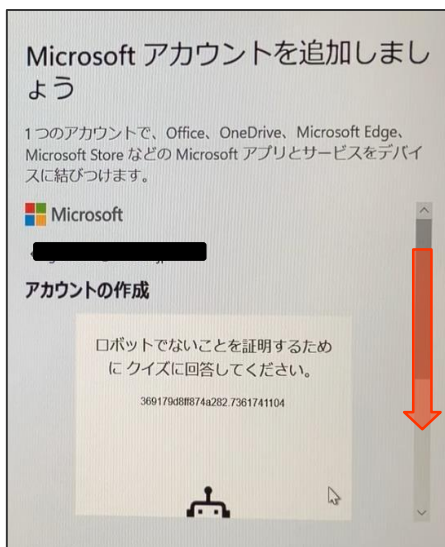 Microsoft アカウントを追加しまし
ょう
1 つのアカウントで、Office、OneDrive、Microsoft Edge、
Microsoft Store などの Microsoft アプリとサービスをデバイ
スに結びつけます。
Microsoft
アカウントの作成
ロボットでないことを証明するため
に クイズに回答してください。
369179d8ff874a282.7361741104